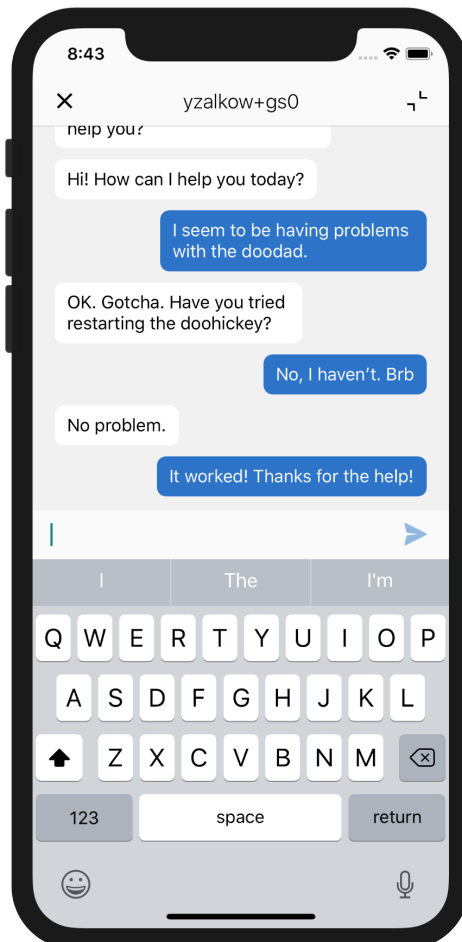 8:43
yzalkow+gs0
help you?
Hi! How can I help you today?
I seem to be having problems
with the doodad.
OK. Gotcha. Have you tried
restarting the doohickey?
No, I haven't. Brb
No problem.
It worked! Thanks for the help!
I The I'm
Q W E R T Y U I O P
A S D F G H J K L
Z X C V B N M
123 space return